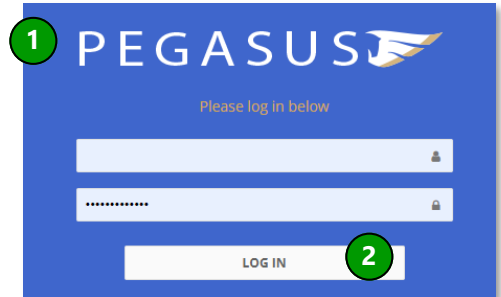 1
PEGASUS
Please log in below
•••••••••••••
LOG IN
2